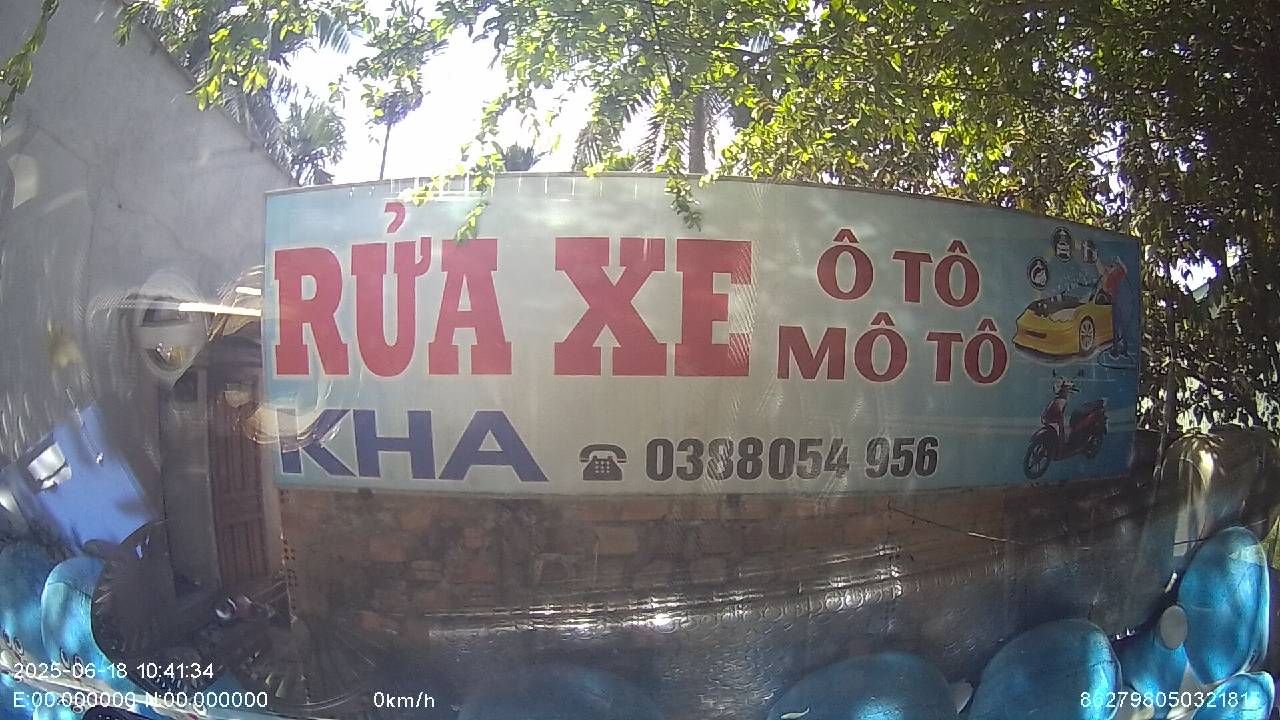 RỬA XE
Ô TÔ
MÔ TÔ
KHA
☎ 0388054 956
2025-06-18 10:41:34
E:00.000000 N:00.000000
0km/h